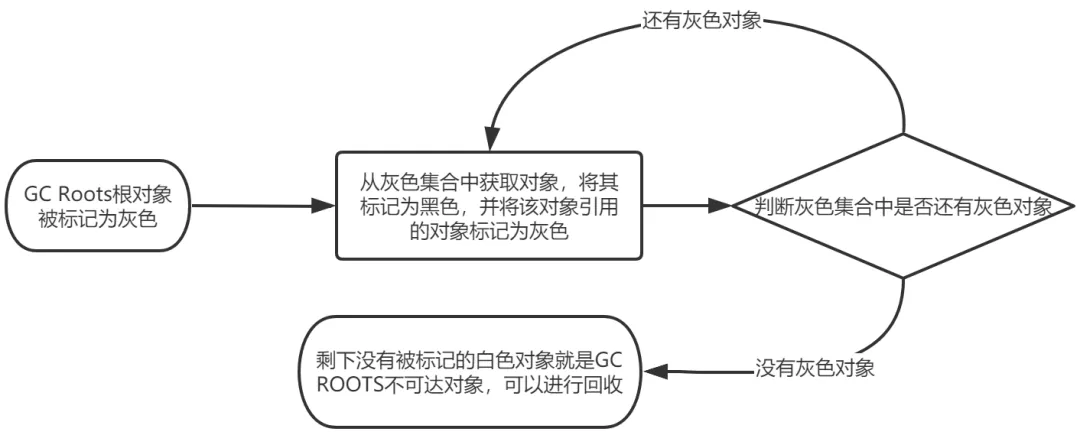 还有灰色对象
GC Roots根对象
被标记为灰色
从灰色集合中获取对象，将其
标记为黑色，并将该对象引用
的对象标记为灰色
判断灰色集合中是否还有灰色对象
剩下没有被标记的白色对象就是GC
ROOTS不可达对象，可以进行回收
没有灰色对象